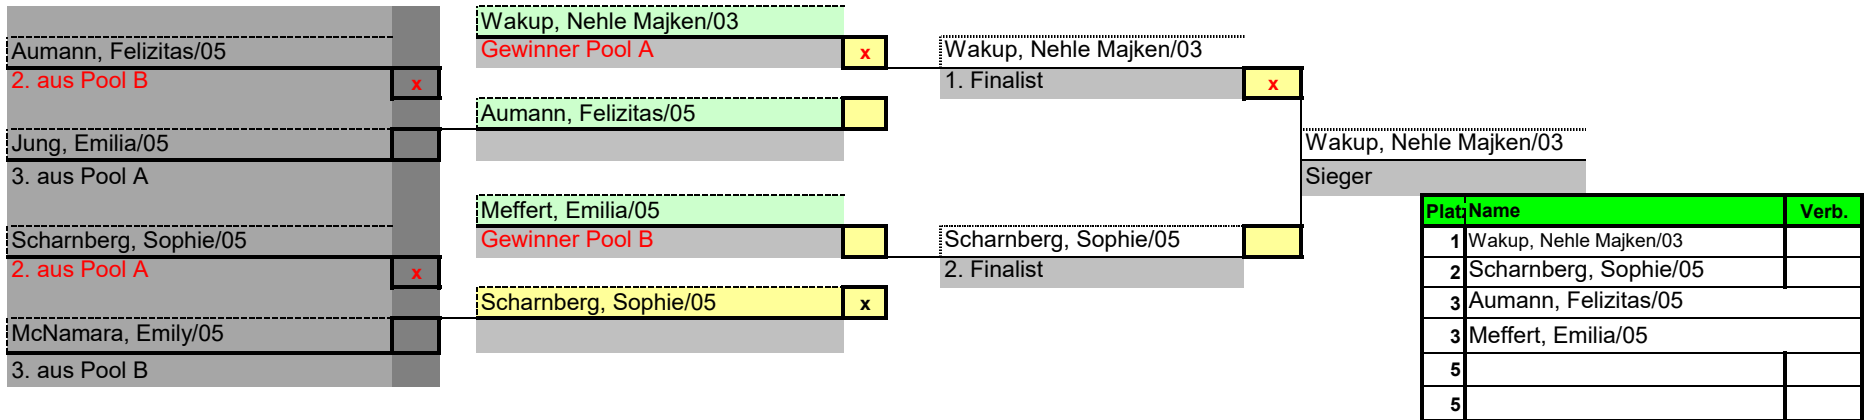 Aumann, Felizitas/05
2. aus Pool B
x
Jung, Emilia/05
3. aus Pool A
Scharnberg, Sophie/05
2. aus Pool A
x
McNamara, Emily/05
3. aus Pool B
Wakup, Nehle Majken/03
Gewinner Pool A
x
Aumann, Felizitas/05
Meffert, Emilia/05
Gewinner Pool B
Scharnberg, Sophie/05
x
Wakup, Nehle Majken/03
1. Finalist
x
Scharnberg, Sophie/05
2. Finalist
Wakup, Nehle Majken/03
Sieger
Platz Name Verb.
1 Wakup, Nehle Majken/03
2 Scharnberg, Sophie/05
3 Aumann, Felizitas/05
3 Meffert, Emilia/05
5
5